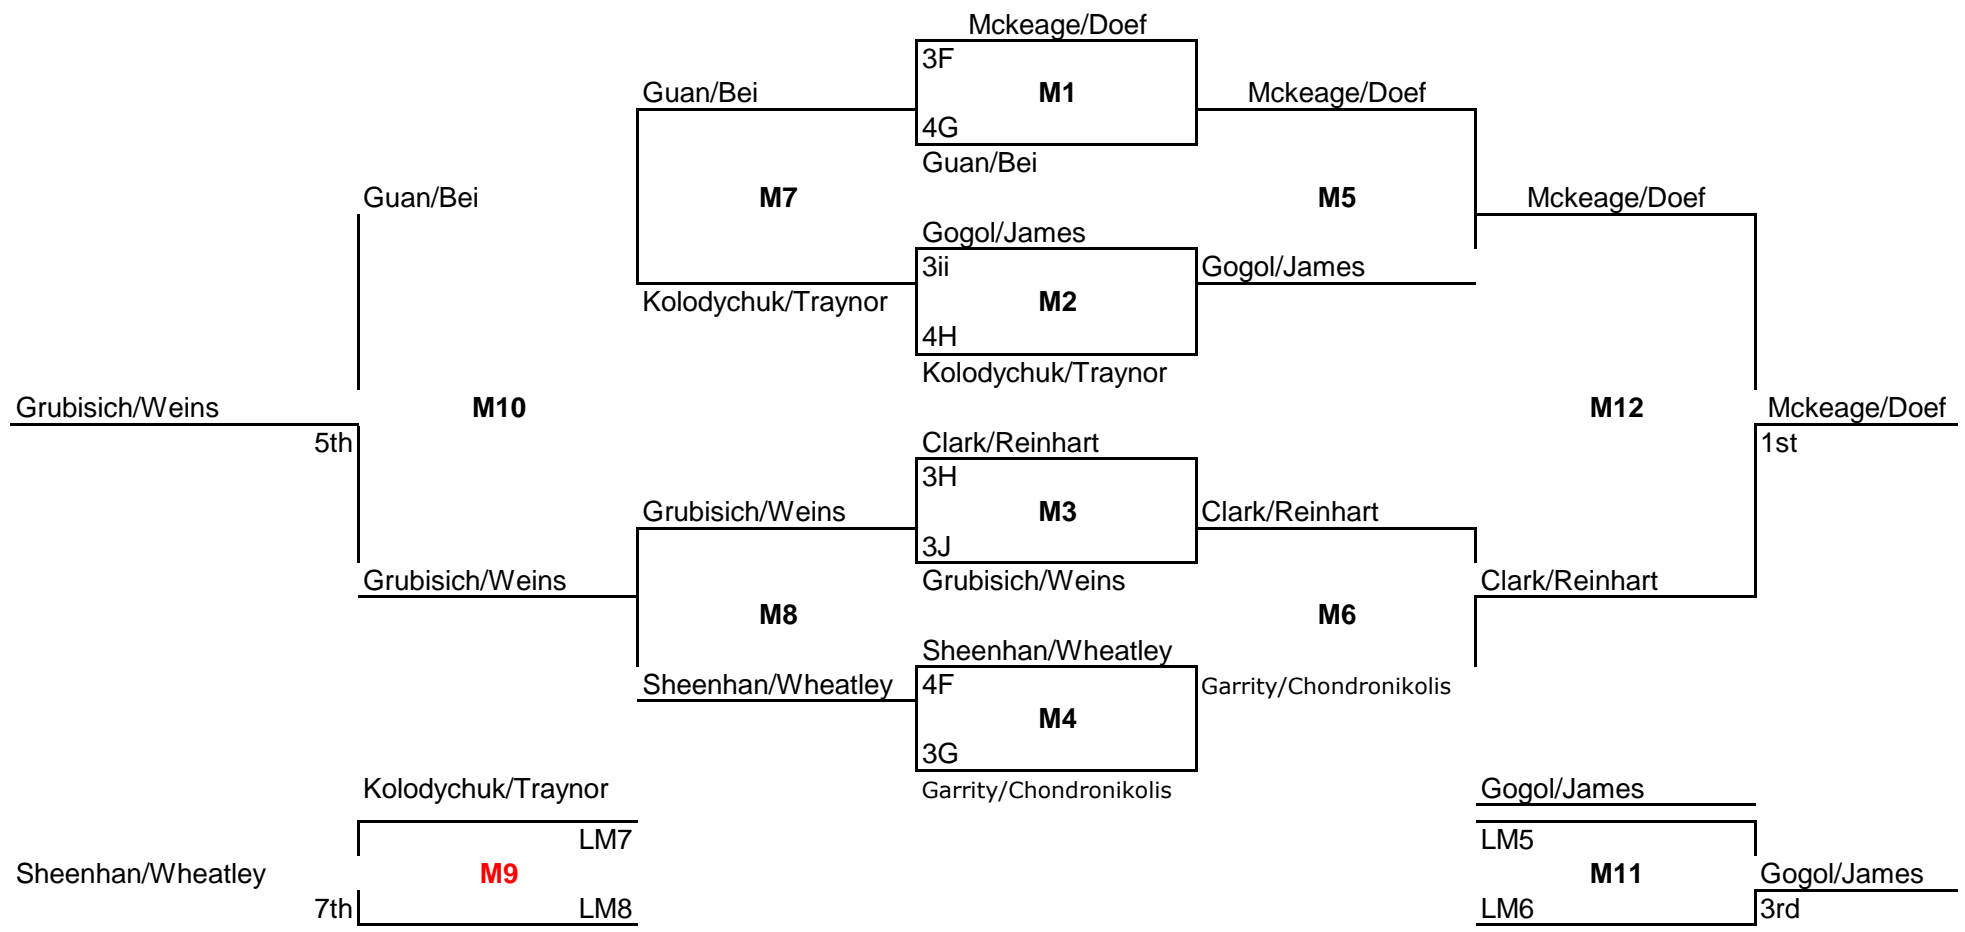 Mckeage/Doef
3F
Guan/Bei
M1
Mckeage/Doef
4G
Guan/Bei
Guan/Bei
M7
M5
Mckeage/Doef
Gogol/James
3ii
Gogol/James
Kolodychuk/Traynor
M2
4H
Kolodychuk/Traynor
Grubisich/Weins
M10
M12
Mckeage/Doef
5th
Clark/Reinhart
1st
3H
Grubisich/Weins
M3
Clark/Reinhart
3J
Grubisich/Weins
Grubisich/Weins
Clark/Reinhart
M8
M6
Sheenhan/Wheatley
Sheenhan/Wheatley
4F
Garrity/Chondronikolis
M4
3G
Kolodychuk/Traynor
Garrity/Chondronikolis
Gogol/James
LM7
LM5
Sheenhan/Wheatley
M9
M11
Gogol/James
7th
LM8
LM6
3rd